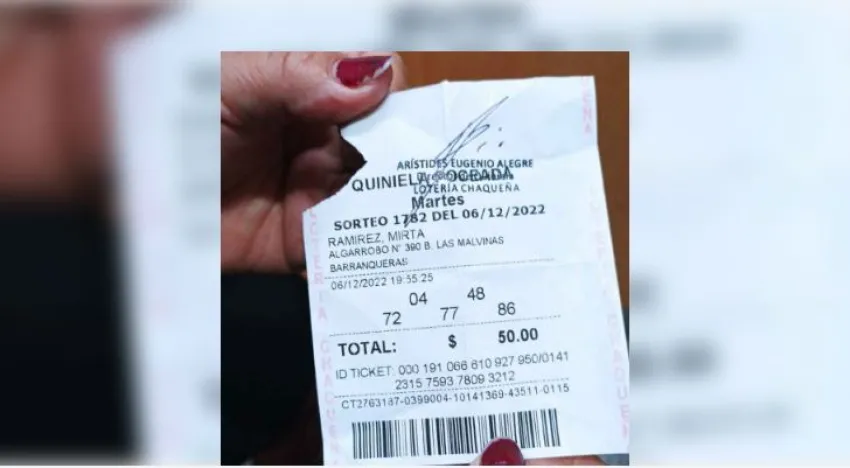 ARÍSTIDES EUGENIO ALEGRE
QUINIELA
LOTERÍA CHAQUEÑA
Martes
SORTEO 1782 DEL 06/12/2022
RAMIREZ, MIRTA
ALGARROBO N° 390 B. LAS MALVINAS
BARRANQUERAS
06/12/2022 19:35:25
04 48
72 77 86
TOTAL: $ 50.00
ID TICKET: 000 191 066 610 927 950/0141
2315 7593 7809 3212
CT2763187-0399004-10141369-43511-0115